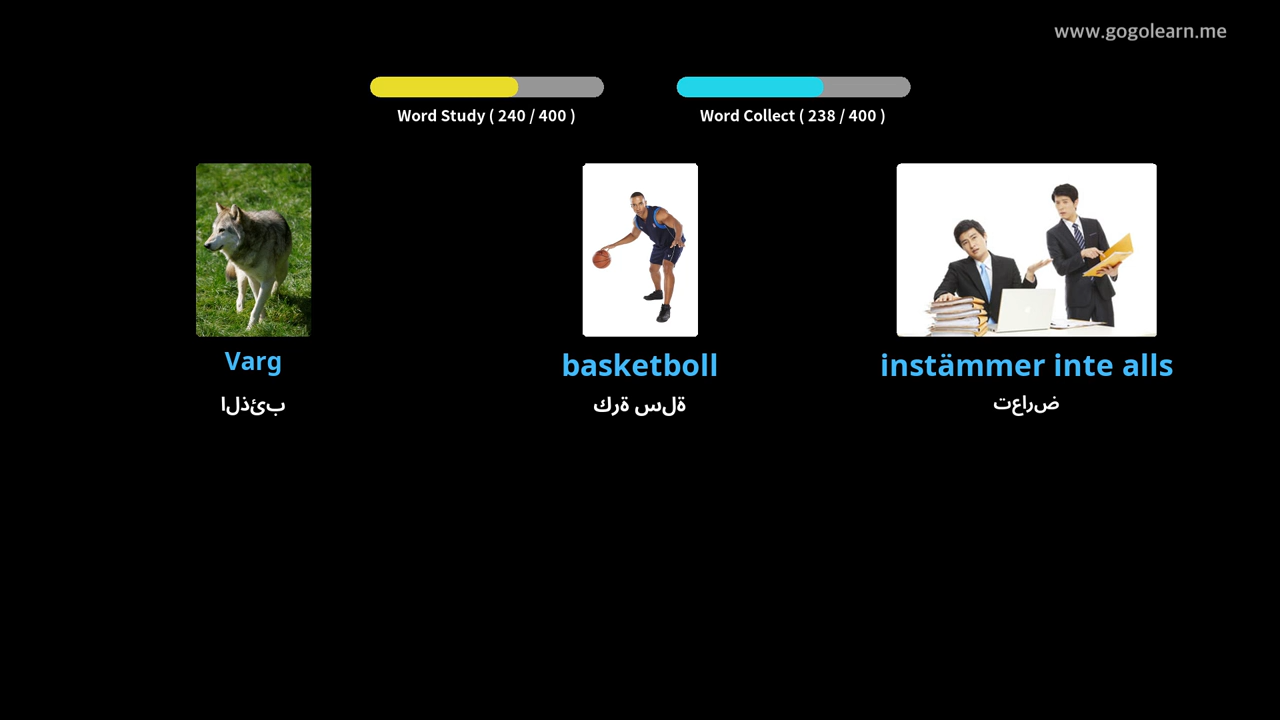 www.gogolearn.me
Word Study ( 240 / 400 )
Word Collect ( 238 / 400 )
Varg
basketboll
instämmer inte alls
الذئب
كرة سلة
تعارض